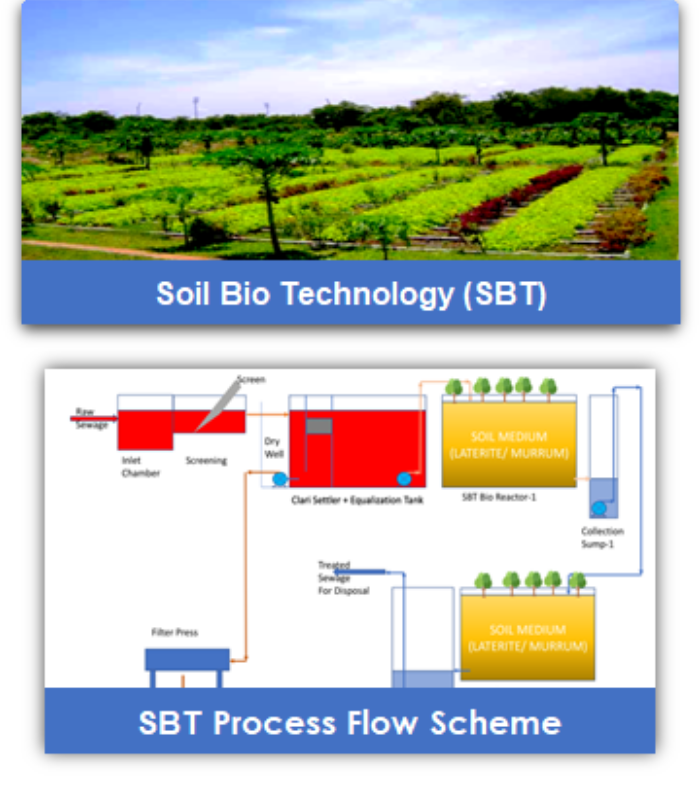 Soil Bio Technology (SBT)
Screen
Raw
Sewage
Inlet
Chamber
Screening
Dry
Well
Clari Settler + Equalization Tank
SOIL MEDIUM
(LATERITE/ MURRUM)
SBT Bio Reactor-1
Collection
Sump-1
Treated
Sewage
For Disposal
SOIL MEDIUM
(LATERITE/ MURRUM)
Filter Press
SBT Process Flow Scheme